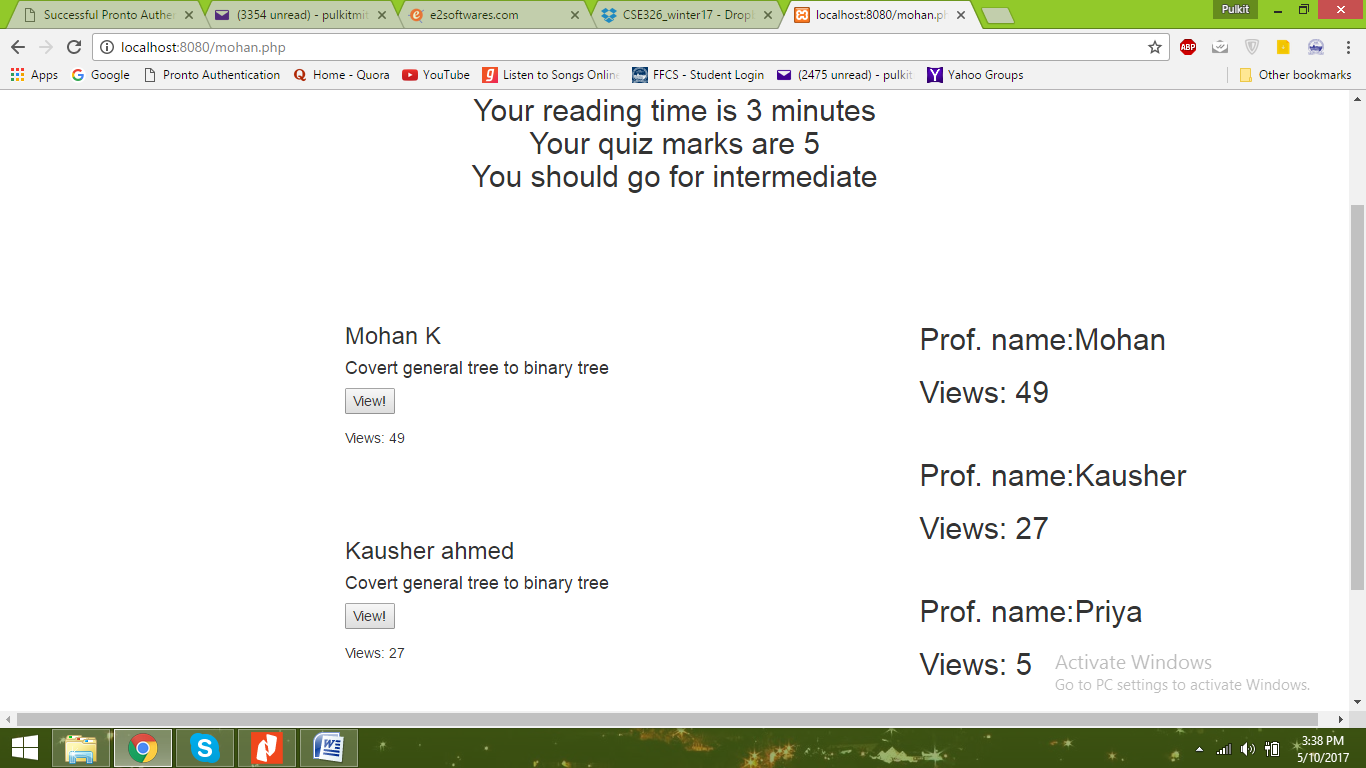 Successful Pronto Authe
(3354 unread) - pulkitmit
e2softwares.com
CSE326_winter17 - Drop
localhost:8080/mohan.ph
Pulkit
localhost:8080/mohan.php
ABP
Apps
Google
Pronto Authentication
Home - Quora
YouTube
Listen to Songs Online
FFCS - Student Login
(2475 unread) - pulkit
Yahoo Groups
Other bookmarks
Your reading time is 3 minutes
Your quiz marks are 5
You should go for intermediate
Mohan K
Covert general tree to binary tree
View!
Views: 49
Kausher ahmed
Covert general tree to binary tree
View!
Views: 27
Prof. name:Mohan
Views: 49
Prof. name:Kausher
Views: 27
Prof. name:Priya
Views: 5
Activate Windows
Go to PC settings to activate Windows.
3:38 PM
5/10/2017